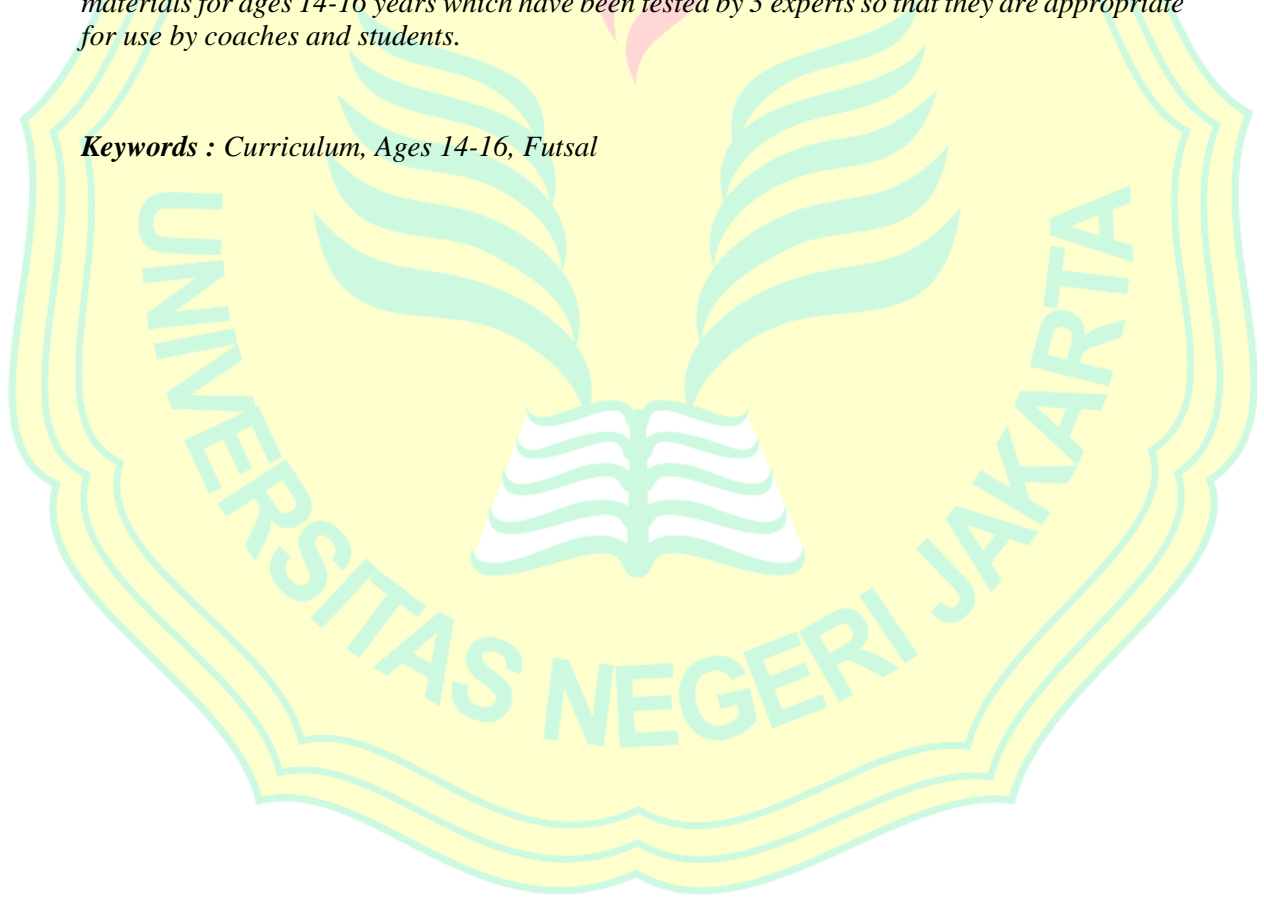 materials for ages 14-16 years which have been tested by 3 experts so that they are appropriate
for use by coaches and students.
Keywords : Curriculum, Ages 14-16, Futsal
UNIVERSITAS NEGERI JAKARTA